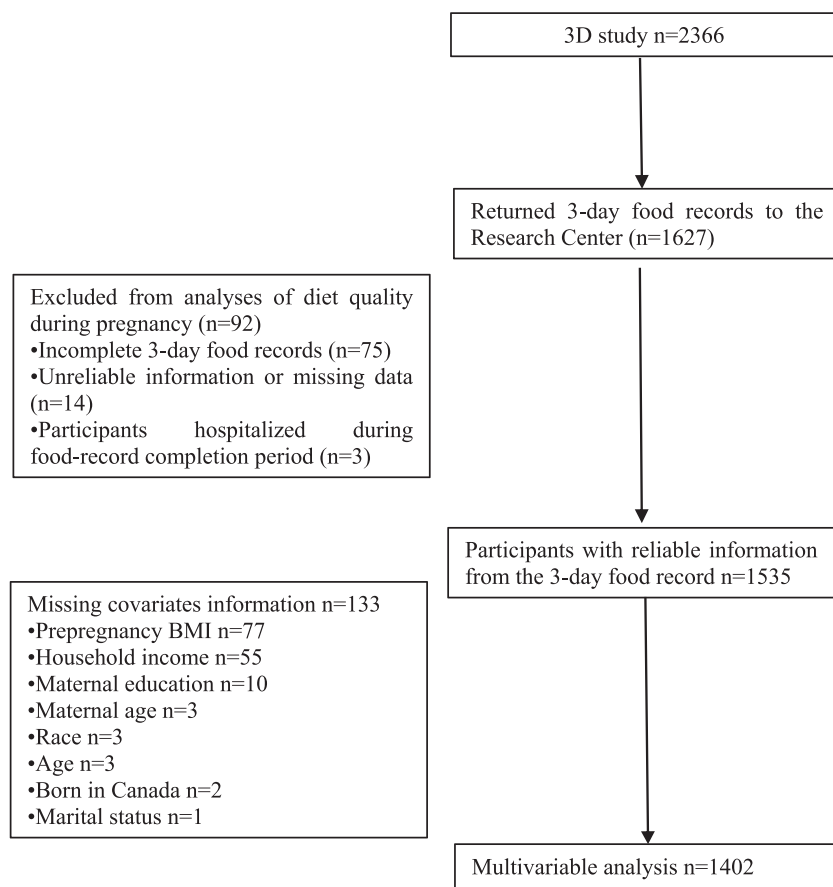 3D study n=2366
Returned 3-day food records to the
Research Center (n=1627)
Excluded from analyses of diet quality
during pregnancy (n=92)
•Incomplete 3-day food records (n=75)
•Unreliable information or missing data
(n=14)
•Participants hospitalized during
food-record completion period (n=3)
Participants with reliable information
from the 3-day food record n=1535
Missing covariates information n=133
•Prepregnancy BMI n=77
•Household income n=55
•Maternal education n=10
•Maternal age n=3
•Race n=3
•Age n=3
•Born in Canada n=2
•Marital status n=1
Multivariable analysis n=1402